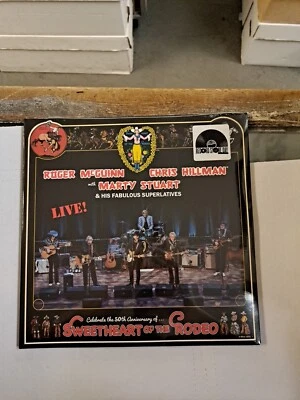 ROGER McGUINN CHRIS HILLMAN
with
MARTY STUART
& HIS FABULOUS SUPERLATIVES
LIVE!
Celebrate the 50th Anniversary of...
SWEETHEART OF THE RODEO